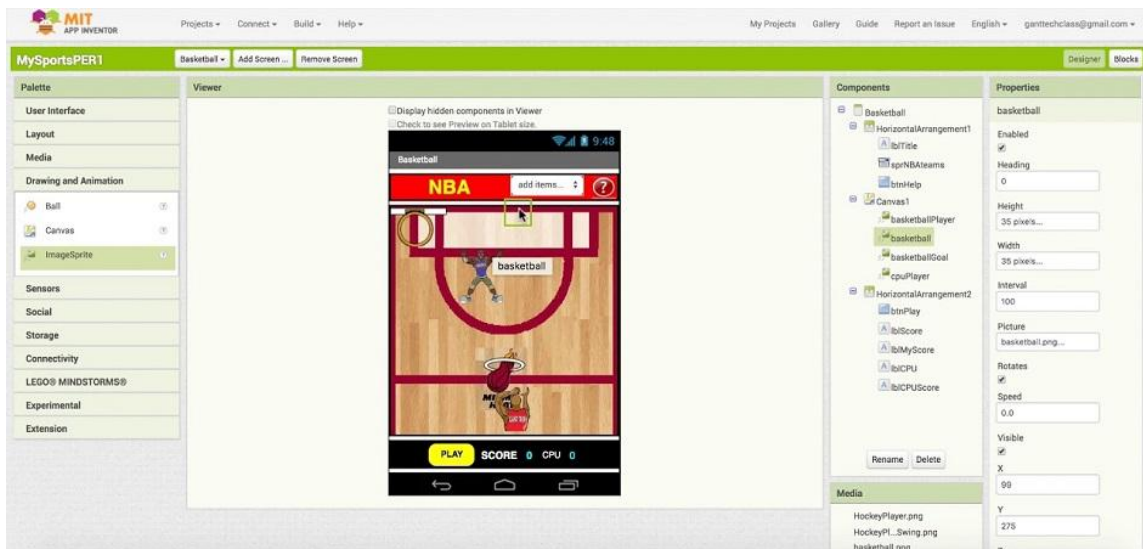 MIT
APP INVENTOR
Projects Connect Build Help
My Projects Gallery Guide Report an Issue English ganttechclass@gmail.com
MySportsPER1
Basketball Add Screen ... Remove Screen
Designer Blocks
Palette
User Interface
Layout
Media
Drawing and Animation
Ball
Canvas
ImageSprite
Sensors
Social
Storage
Connectivity
LEGO® MINDSTORMS®
Experimental
Extension
Viewer
Display hidden components in Viewer
Check to see Preview on Tablet size.
9:48
Basketball
NBA add items... ?
basketball
PLAY SCORE 0 CPU 0
Components
Basketball
HorizontalArrangement1
lblTitle
sprNBAteams
btnHelp
Canvas1
basketballPlayer
basketball
basketballGoal
cpuPlayer
HorizontalArrangement2
btnPlay
lblScore
lblMyScore
lblCPU
lblCPUScore
Rename Delete
Media
HockeyPlayer.png
HockeyPl...Swing.png
basketball.png
Properties
basketball
Enabled
Heading
0
Height
35 pixels...
Width
35 pixels...
Interval
100
Picture
basketball.png...
Rotates
Speed
0.0
Visible
X
99
Y
275